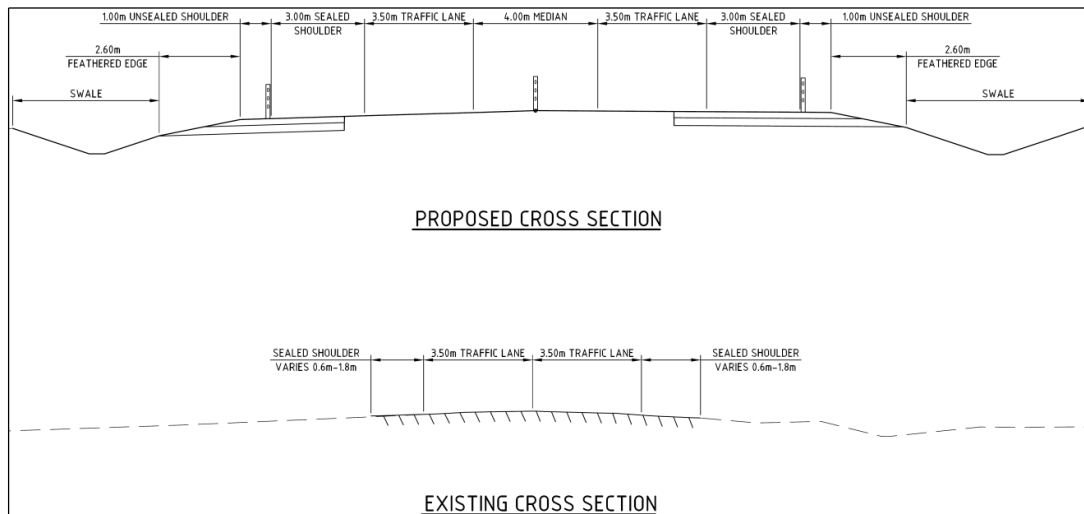 1.00m UNSEALED SHOULDER
3.00m SEALED
SHOULDER
3.50m TRAFFIC LANE
4.00m MEDIAN
3.50m TRAFFIC LANE
3.00m SEALED
SHOULDER
1.00m UNSEALED SHOULDER
2.60m
FEATHERED EDGE
2.60m
FEATHERED EDGE
SWALE
SWALE
PROPOSED CROSS SECTION
SEALED SHOULDER
VARIES 0.6m-1.8m
3.50m TRAFFIC LANE
3.50m TRAFFIC LANE
SEALED SHOULDER
VARIES 0.6m-1.8m
EXISTING CROSS SECTION